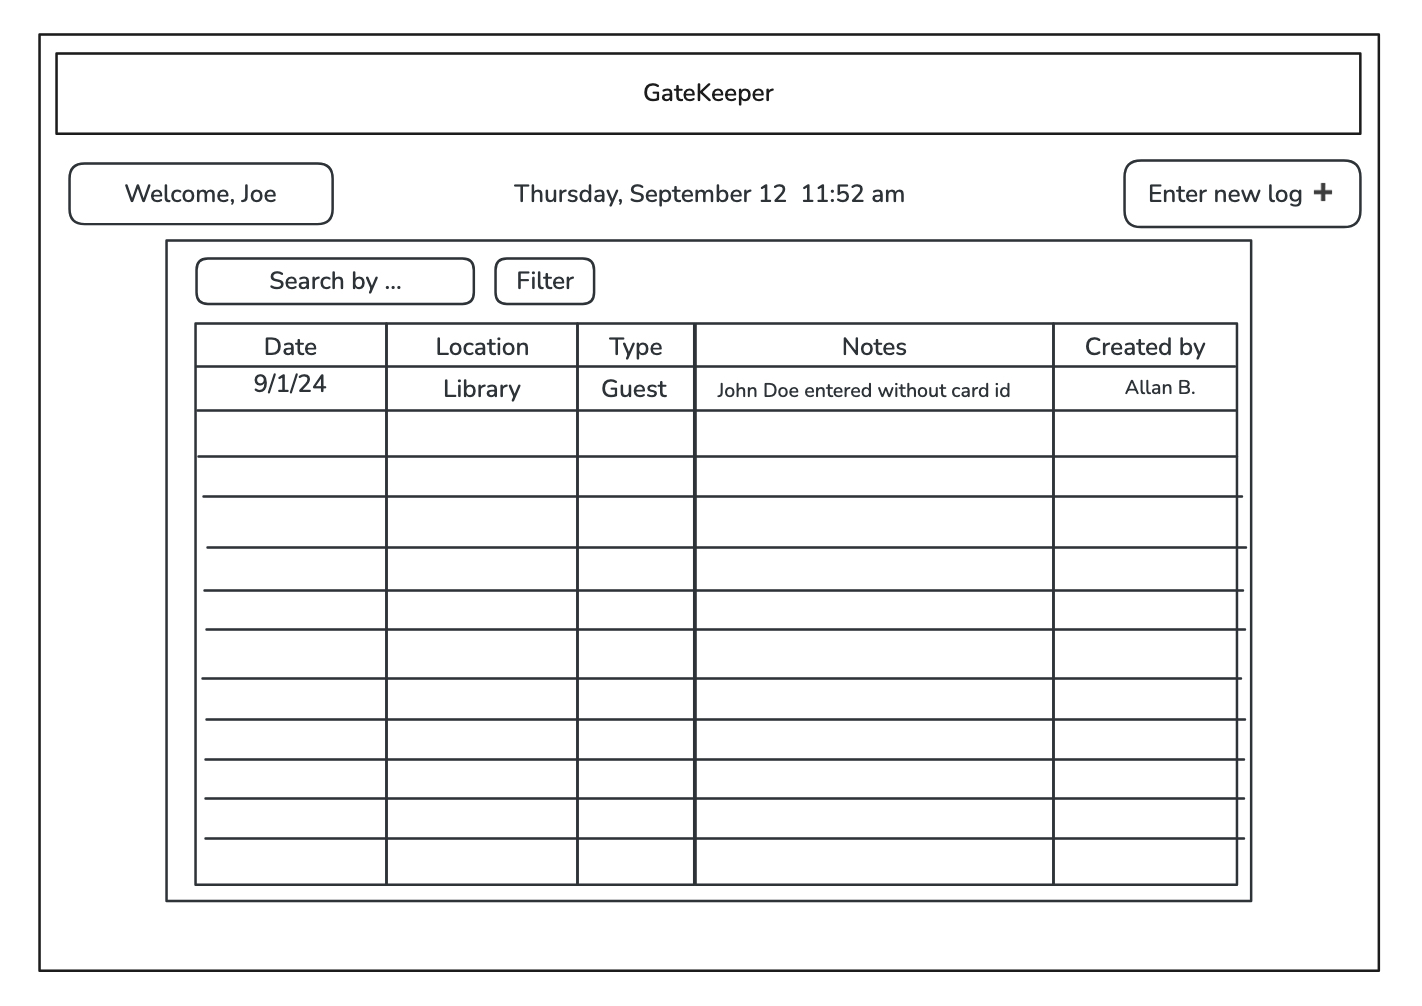 GateKeeper
Welcome, Joe
Thursday, September 12  11:52 am
Enter new log +
Search by ...
Filter
Date Location Type Notes Created by
9/1/24 Library Guest John Doe entered without card id Allan B.